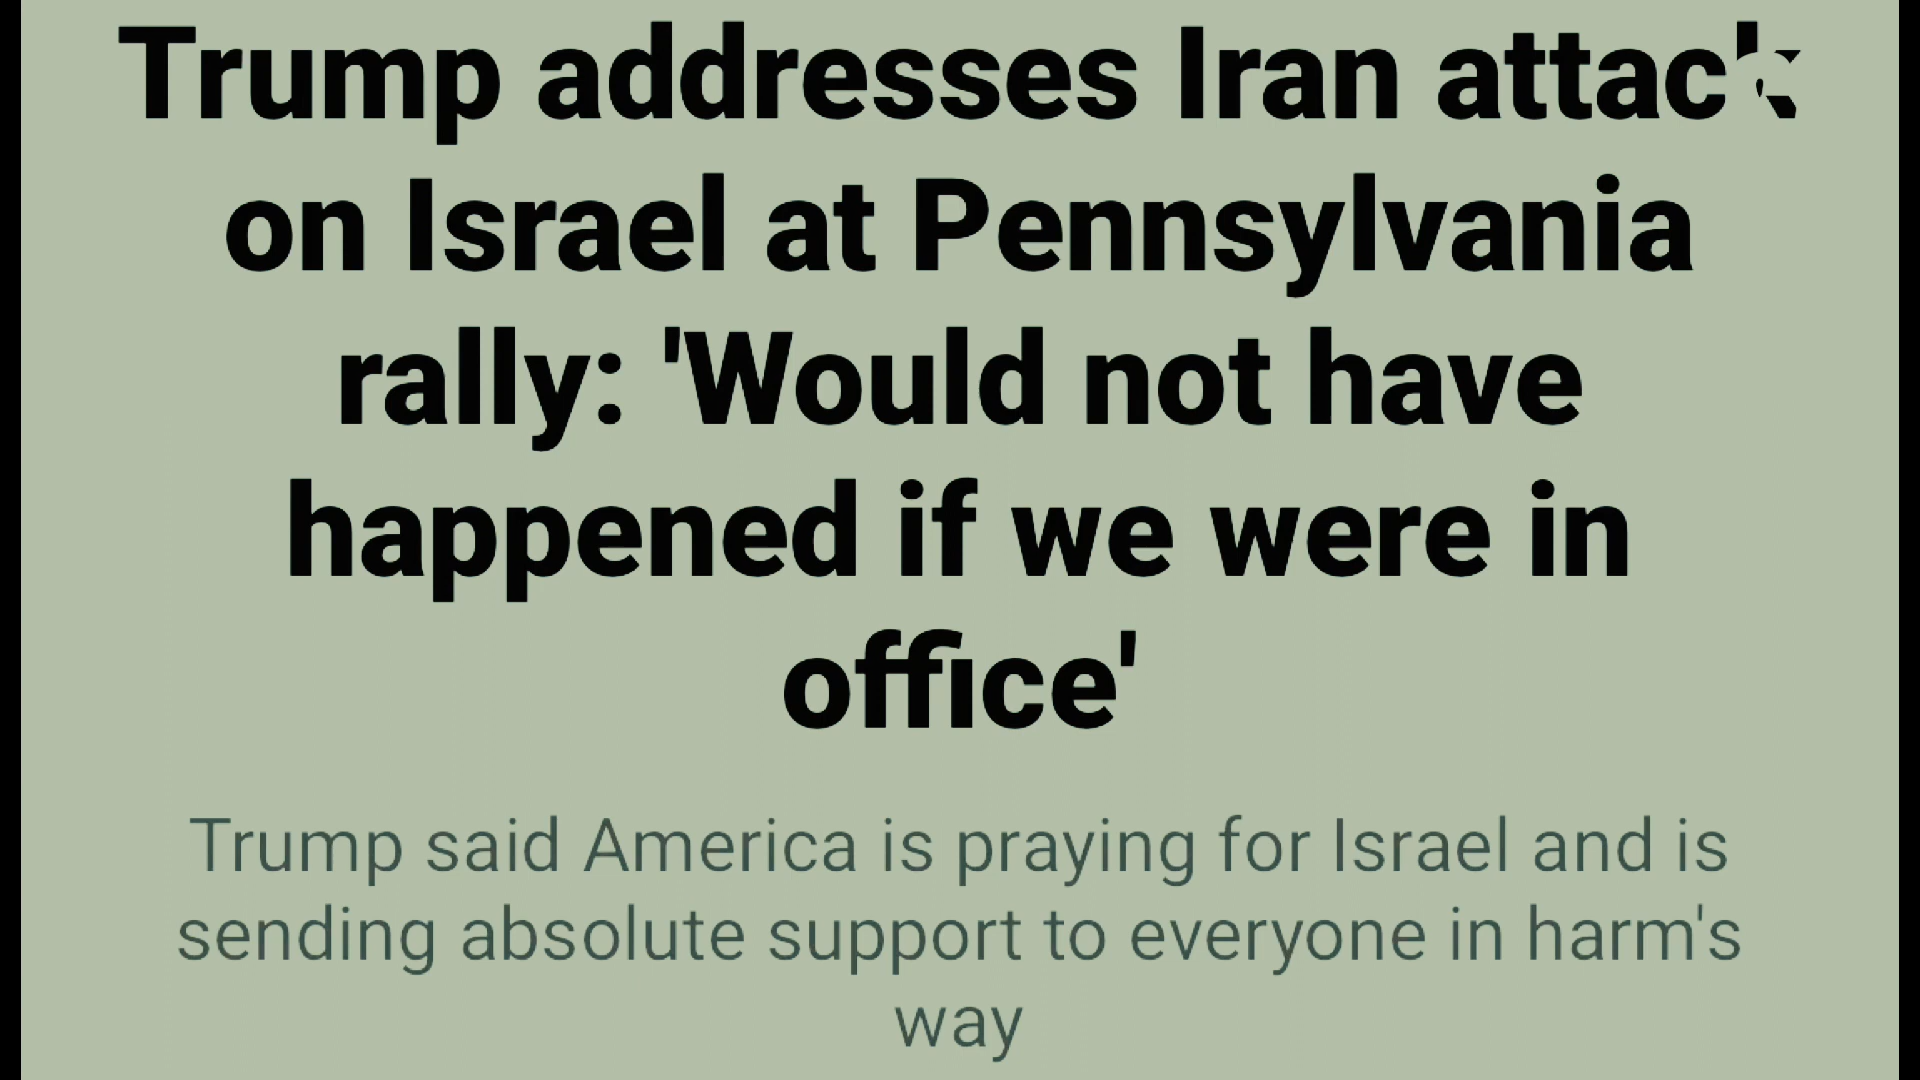 Trump addresses Iran attack
on Israel at Pennsylvania
rally: 'Would not have
happened if we were in
office'
Trump said America is praying for Israel and is
sending absolute support to everyone in harm's
way